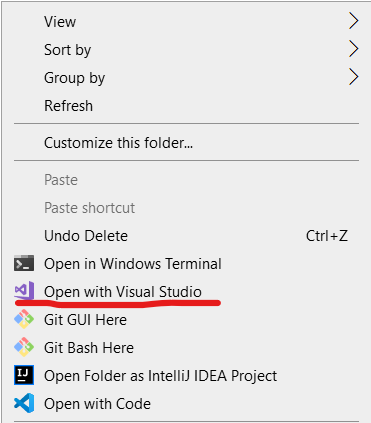 View
Sort by
Group by
Refresh
Customize this folder...
Paste
Paste shortcut
Undo Delete Ctrl+Z
Open in Windows Terminal
Open with Visual Studio
Git GUI Here
Git Bash Here
IJ Open Folder as IntelliJ IDEA Project
Open with Code